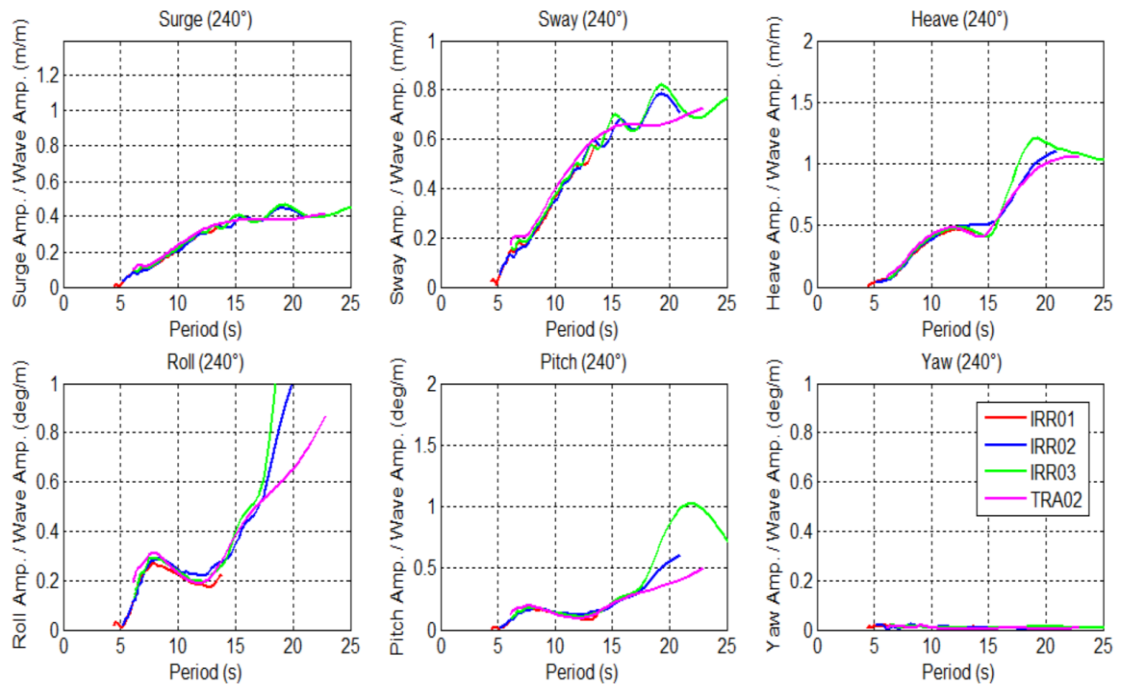 Surge (240°)
Surge Amp. / Wave Amp. (m/m)
1.2
1
0.8
0.6
0.4
0.2
0
0 5 10 15 20 25
Period (s)
Sway (240°)
Sway Amp. / Wave Amp. (m/m)
1
0.8
0.6
0.4
0.2
0
0 5 10 15 20 25
Period (s)
Heave (240°)
Heave Amp. / Wave Amp. (m/m)
2
1.5
1
0.5
0
0 5 10 15 20 25
Period (s)
Roll (240°)
Roll Amp. / Wave Amp. (deg/m)
1
0.8
0.6
0.4
0.2
0
0 5 10 15 20 25
Period (s)
Pitch (240°)
Pitch Amp. / Wave Amp. (deg/m)
2
1.5
1
0.5
0
0 5 10 15 20 25
Period (s)
Yaw (240°)
Yaw Amp. / Wave Amp. (deg/m)
1
0.8
0.6
0.4
0.2
0
0 5 10 15 20 25
Period (s)
IRR01
IRR02
IRR03
TRA02